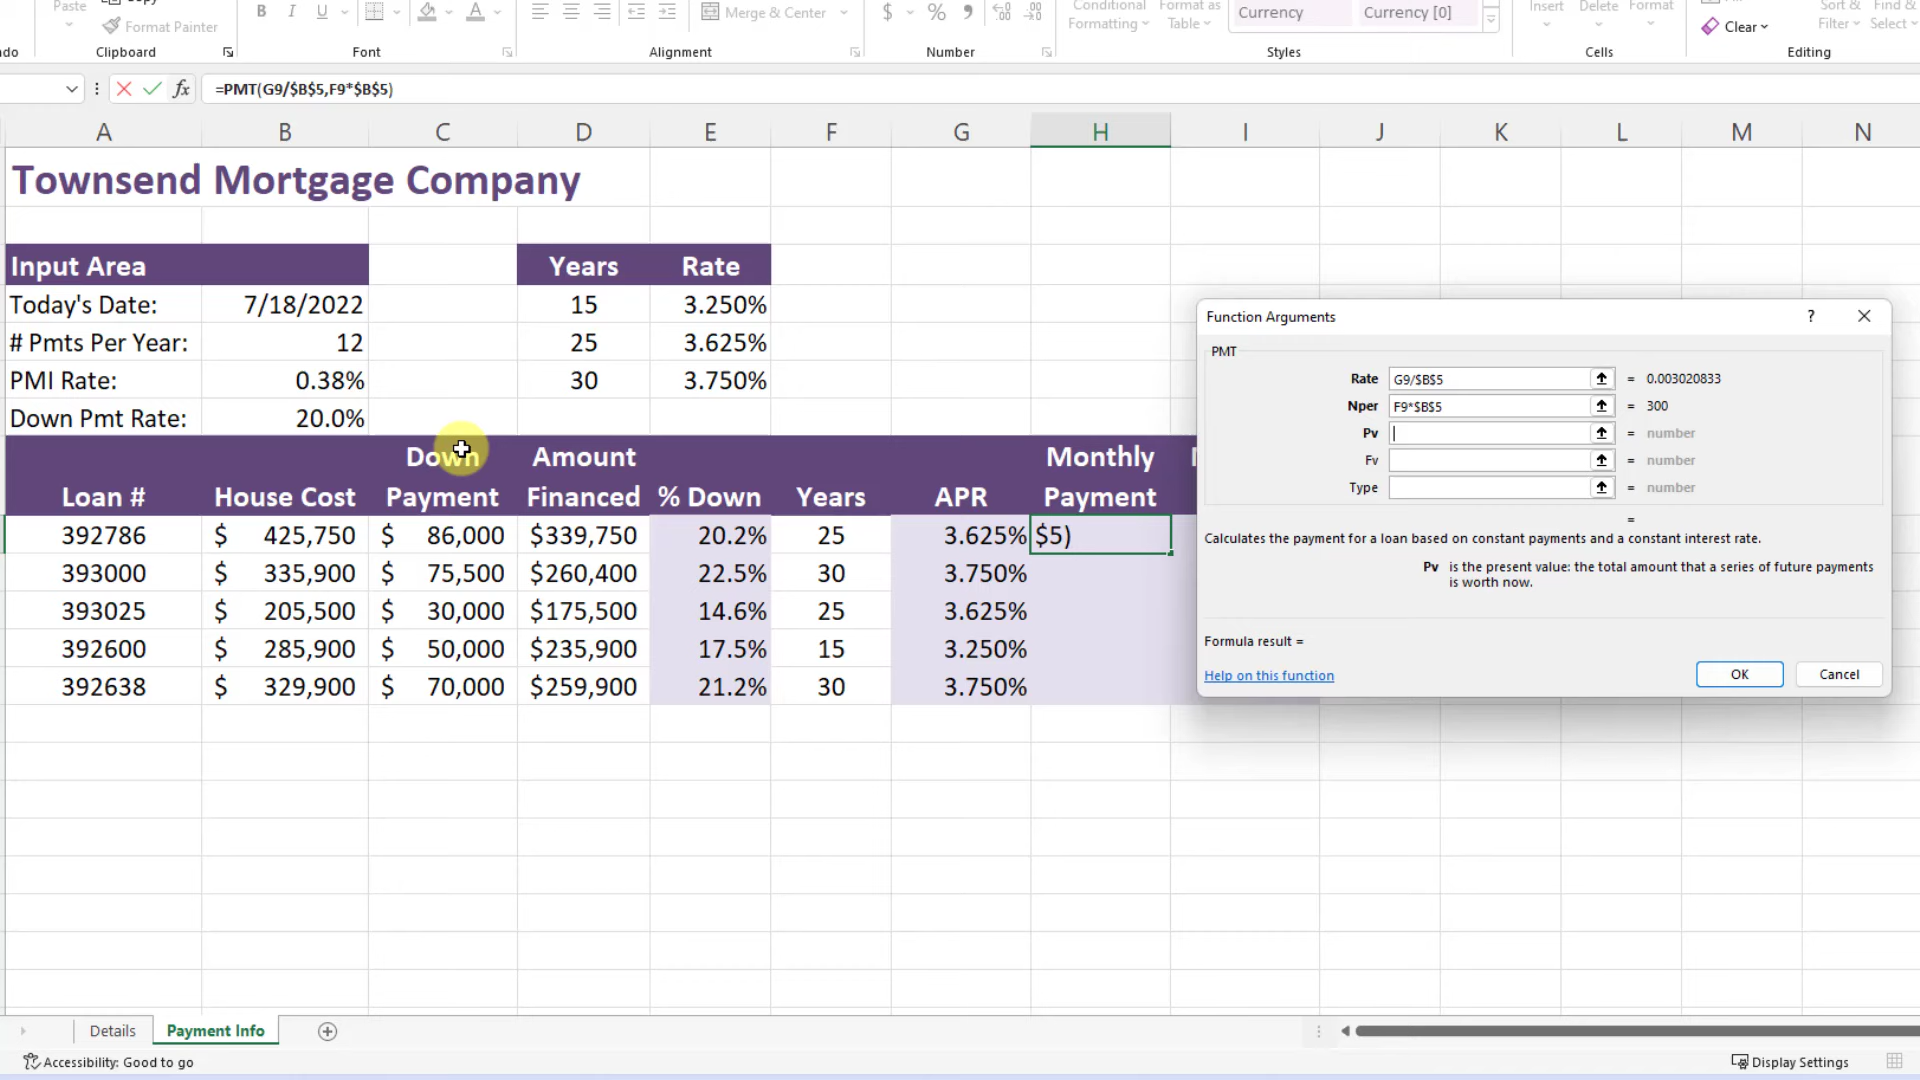 Paste
Copy
Format Painter
B I U A
Merge & Center
$ % 9
Conditional Formatting
Format as Table
Currency Currency [0]
Insert Delete Format
Clear
Sort & Filter
Find & Select
ndo Clipboard Font Alignment Number Styles Cells Editing
fx =PMT(G9/$B$5,F9*$B$5)
A B C D E F G H I J K L M N
Townsend Mortgage Company
Input Area Years Rate
Today's Date: 7/18/2022 15 3.250%
# Pmts Per Year: 12 25 3.625%
PMI Rate: 0.38% 30 3.750%
Down Pmt Rate: 20.0%
Down Amount Monthly
Loan # House Cost Payment Financed % Down Years APR Payment
392786 $ 425,750 $ 86,000 $339,750 20.2% 25 3.625% $5)
393000 $ 335,900 $ 75,500 $260,400 22.5% 30 3.750%
393025 $ 205,500 $ 30,000 $175,500 14.6% 25 3.625%
392600 $ 285,900 $ 50,000 $235,900 17.5% 15 3.250%
392638 $ 329,900 $ 70,000 $259,900 21.2% 30 3.750%
Function Arguments ?
PMT
Rate G9/$B$5 = 0.003020833
Nper F9*$B$5 = 300
Pv = number
Fv = number
Type = number
=
Calculates the payment for a loan based on constant payments and a constant interest rate.
Pv is the present value: the total amount that a series of future payments
is worth now.
Formula result =
Help on this function OK Cancel
Details Payment Info
Accessibility: Good to go Display Settings